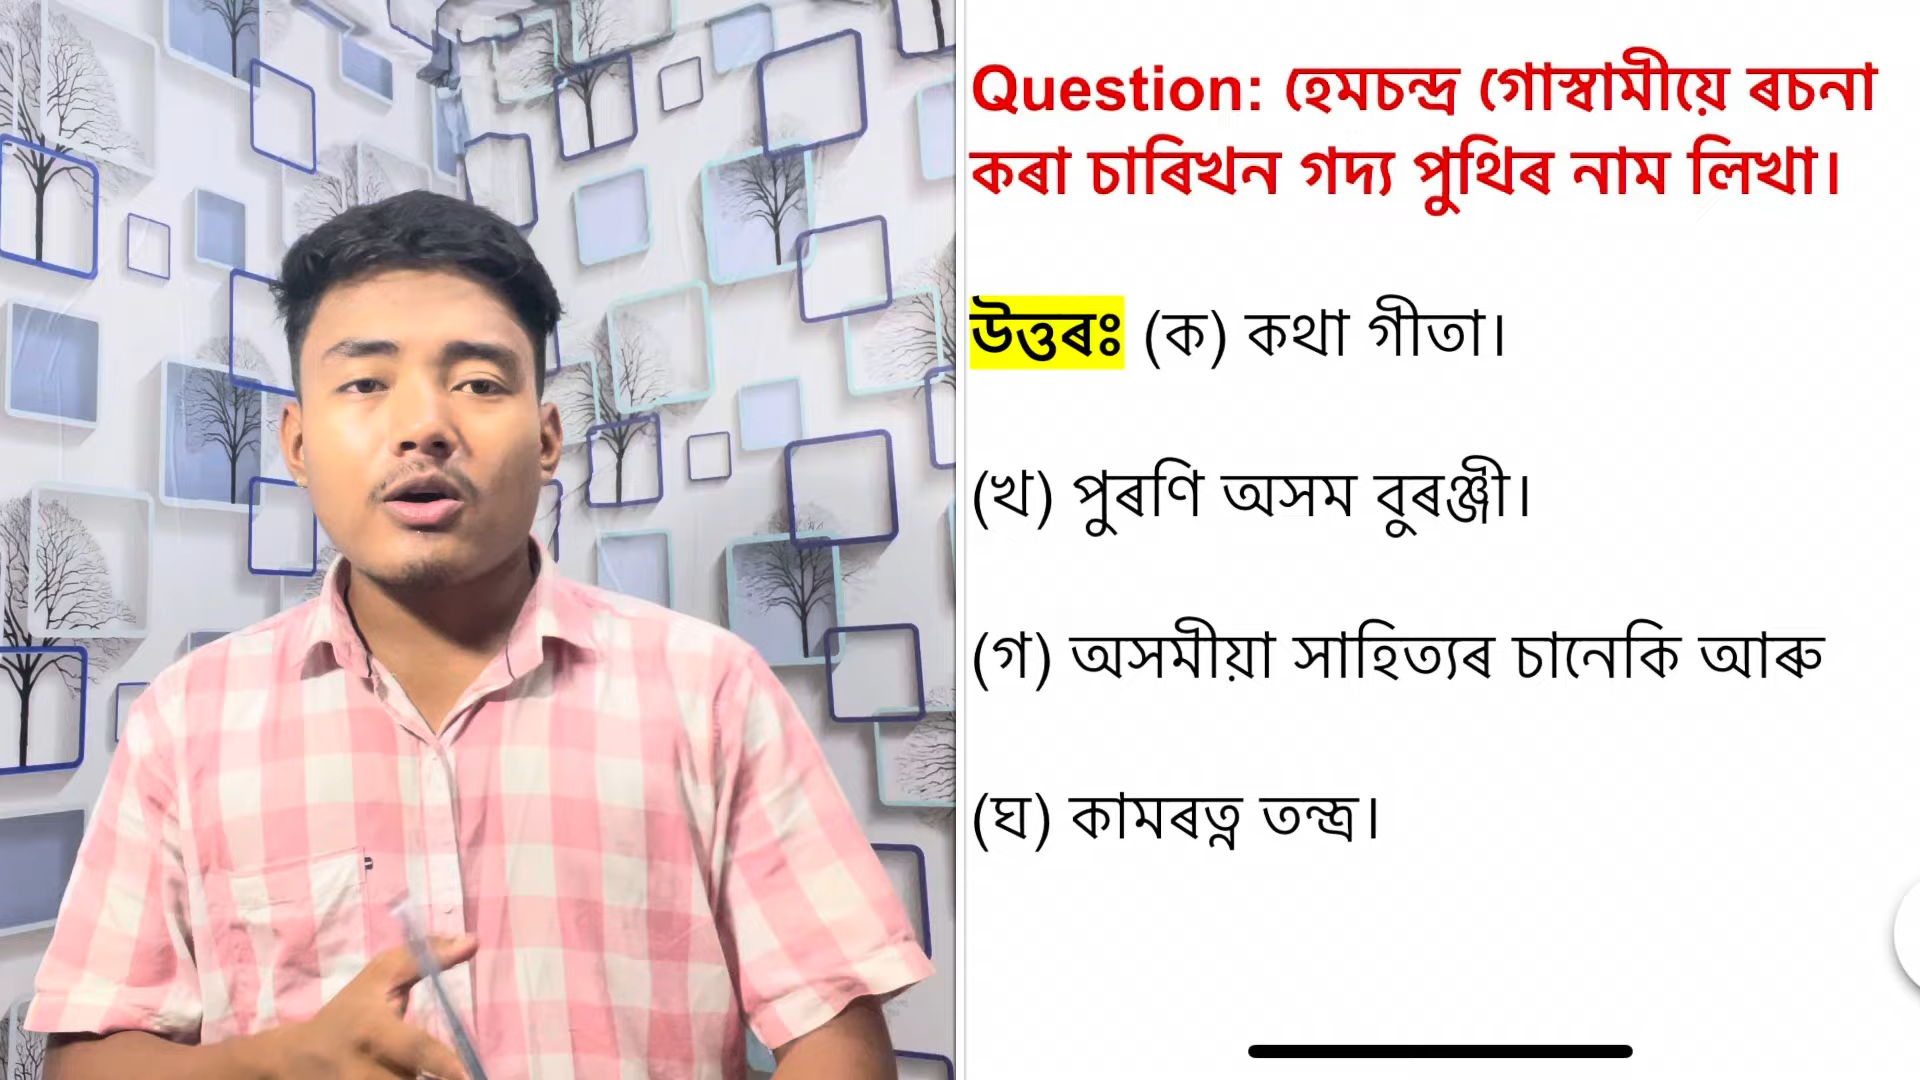 Question: হেমচন্দ্ৰ গোস্বামীয়ে ৰচনা
কৰা চাৰিখন গদ্য পুথিৰ নাম লিখা।
উত্তৰঃ (ক) কথা গীতা।
(খ) পুৰণি অসম বুৰঞ্জী।
(গ) অসমীয়া সাহিত্যৰ চানেকি আৰু
(ঘ) কামৰত্ন তন্ত্ৰ।